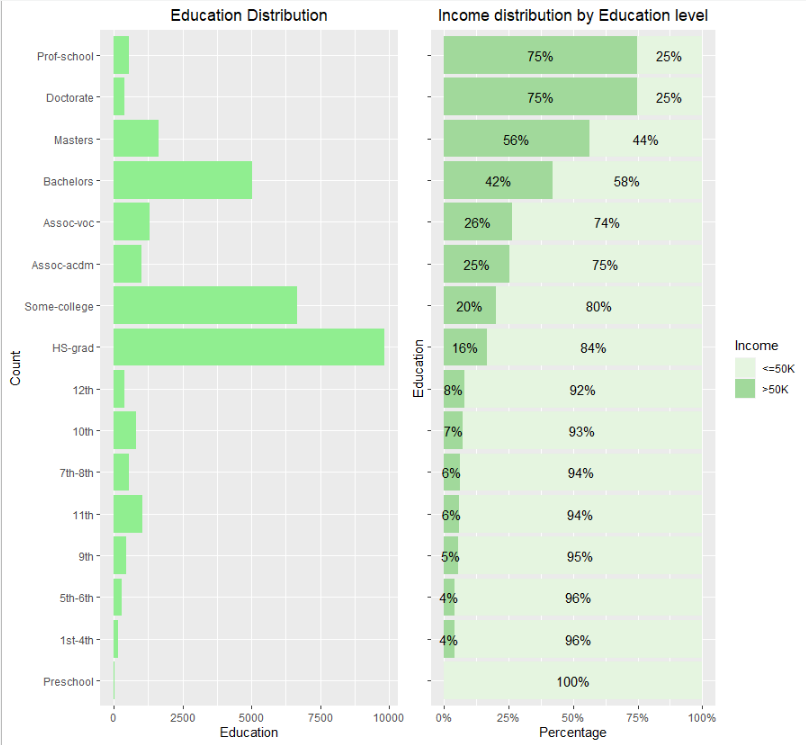 Education Distribution
Income distribution by Education level
Count
Prof-school
Doctorate
Masters
Bachelors
Assoc-voc
Assoc-acdm
Some-college
HS-grad
12th
10th
7th-8th
11th
9th
5th-6th
1st-4th
Preschool
0 2500 5000 7500 10000
Education
Education
75% 25%
75% 25%
56% 44%
42% 58%
26% 74%
25% 75%
20% 80%
16% 84%
8% 92%
7% 93%
6% 94%
6% 94%
5% 95%
4% 96%
4% 96%
100%
0% 25% 50% 75% 100%
Percentage
Income
<=50K
>50K